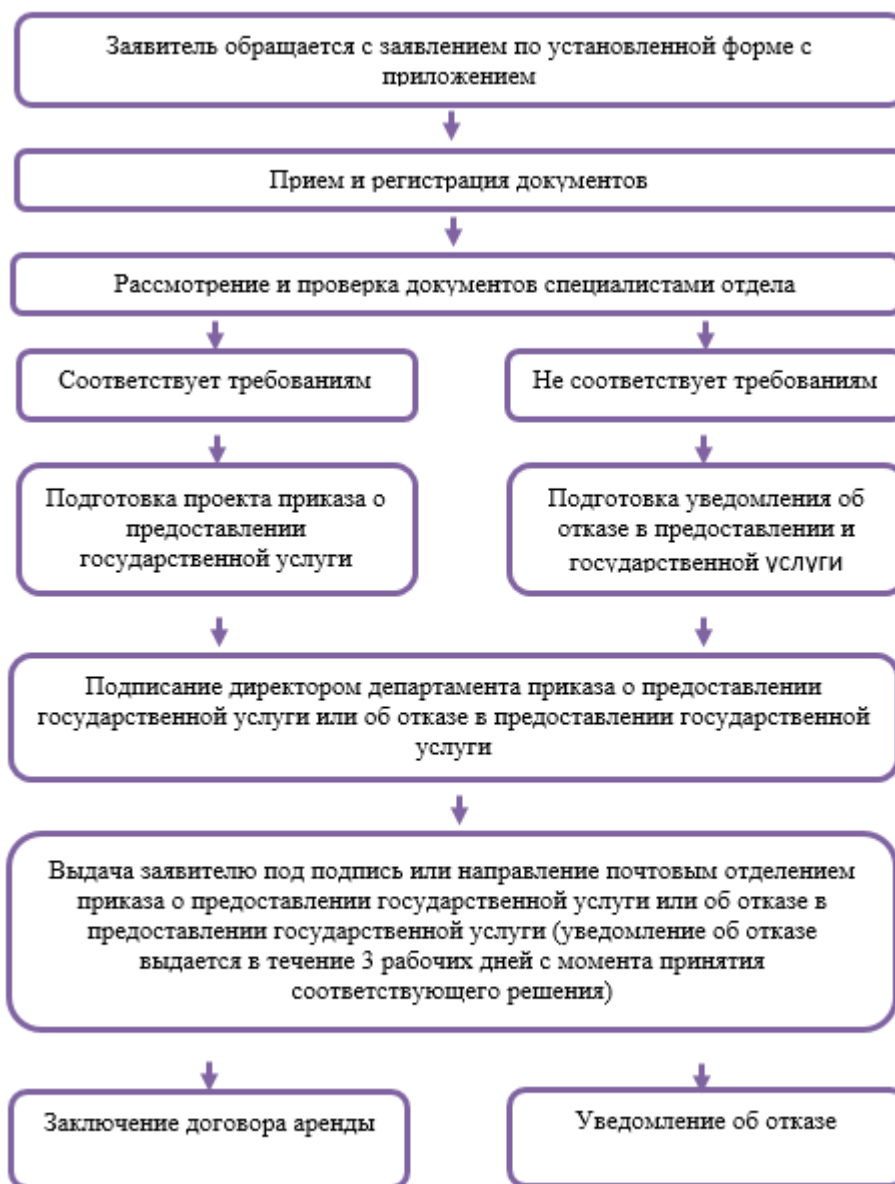 Заявитель обращается с заявлением по установленной форме с
приложением
Прием и регистрация документов
Рассмотрение и проверка документов специалистами отдела
Соответствует требованиям
Не соответствует требованиям
Подготовка проекта приказа о
предоставлении
государственной услуги
Подготовка уведомления об
отказе в предоставлении и
государственной услуги
Подписание директором департамента приказа о предоставлении
государственной услуги или об отказе в предоставлении государственной
услуги
Выдача заявителю под подпись или направление почтовым отделением
приказа о предоставлении государственной услуги или об отказе в
предоставлении государственной услуги (уведомление об отказе
выдается в течение 3 рабочих дней с момента принятия
соответствующего решения)
Заключение договора аренды
Уведомление об отказе